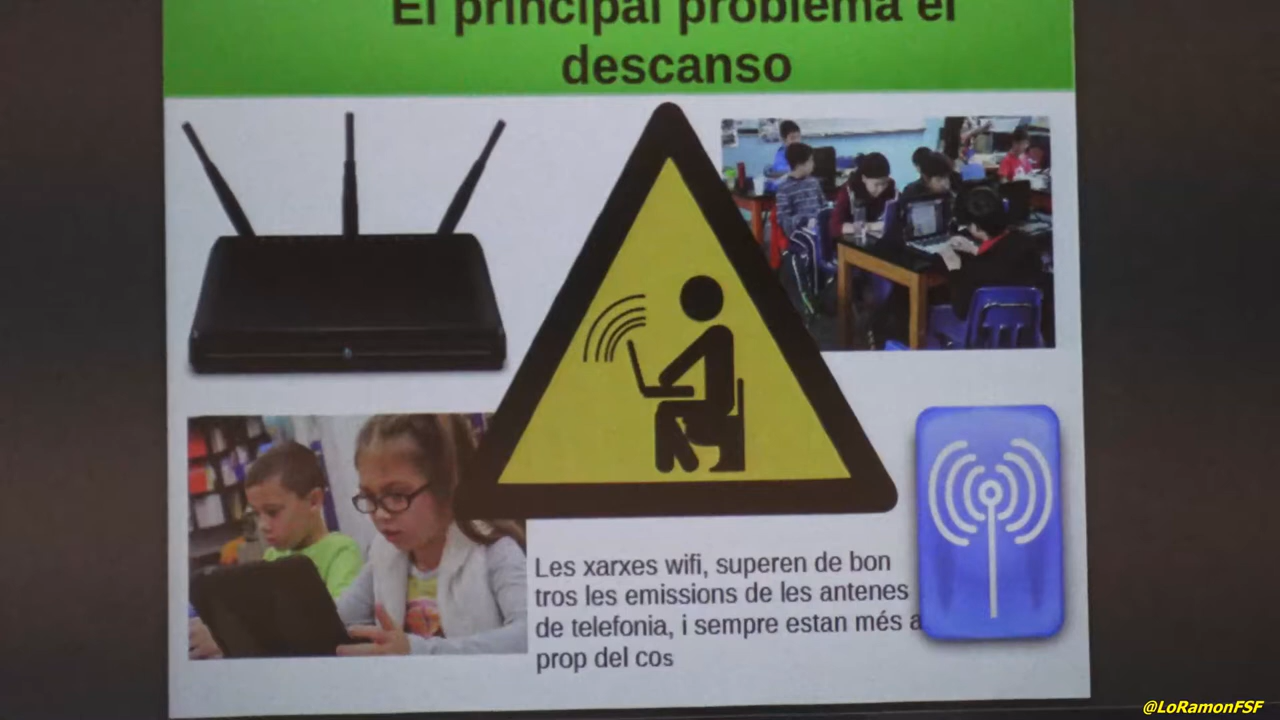 El principal problema el
descanso
Les xarxes wifi, superen de bon
tros les emissions de les antenes
de telefonia, i sempre estan més a
prop del cos
@LoRamonFSF